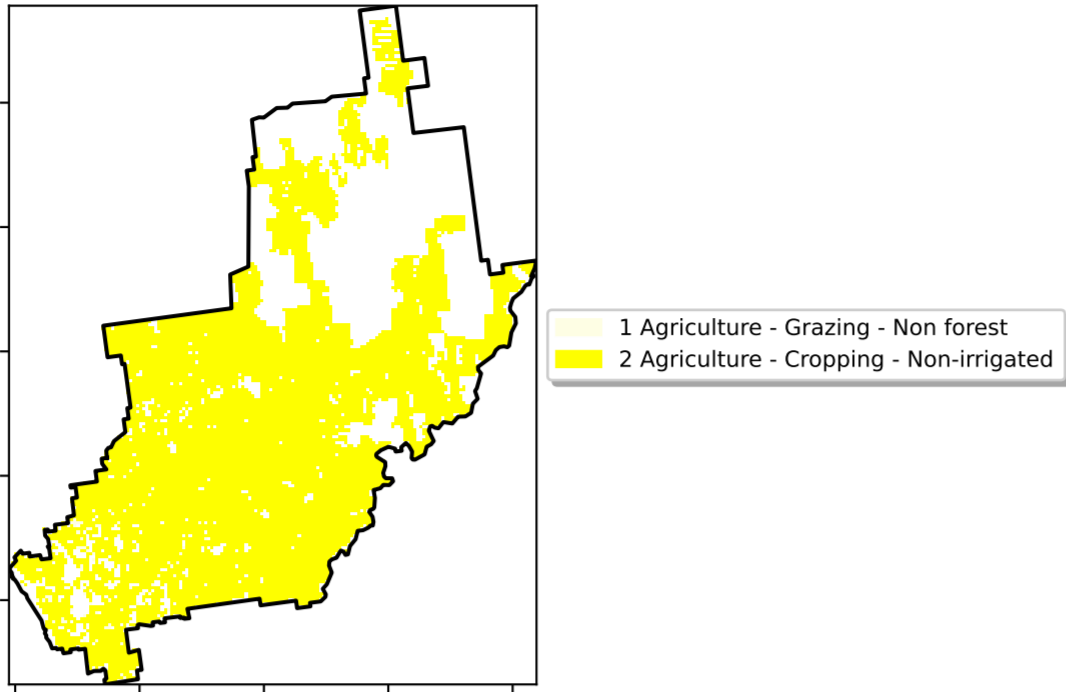 1 Agriculture - Grazing - Non forest
2 Agriculture - Cropping - Non-irrigated